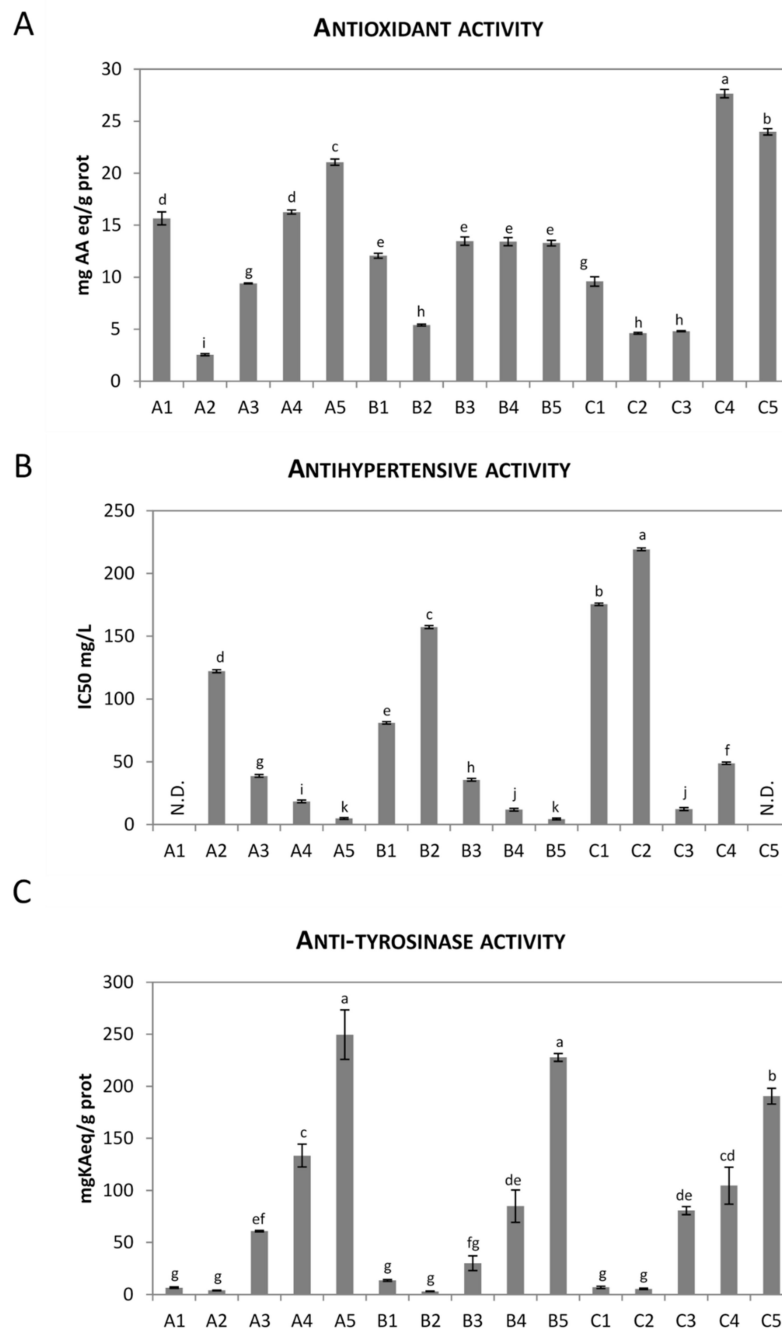 A
ANTIOXIDANT ACTIVITY
mg AA eq/g prot
30
25
20
15
10
5
0
d
i
g
d
c
e
h
e
e
e
g
h
h
a
b
A1 A2 A3 A4 A5 B1 B2 B3 B4 B5 C1 C2 C3 C4 C5
B
ANTIHYPERTENSIVE ACTIVITY
IC50 mg/L
250
200
150
100
50
0
N.D.
d
g
i
k
e
c
h
j
k
b
a
j
f
N.D.
A1 A2 A3 A4 A5 B1 B2 B3 B4 B5 C1 C2 C3 C4 C5
C
ANTI-TYROSINASE ACTIVITY
mgKAeq/g prot
300
250
200
150
100
50
0
g
g
ef
c
a
g
g
fg
de
a
g
g
de
cd
b
A1 A2 A3 A4 A5 B1 B2 B3 B4 B5 C1 C2 C3 C4 C5